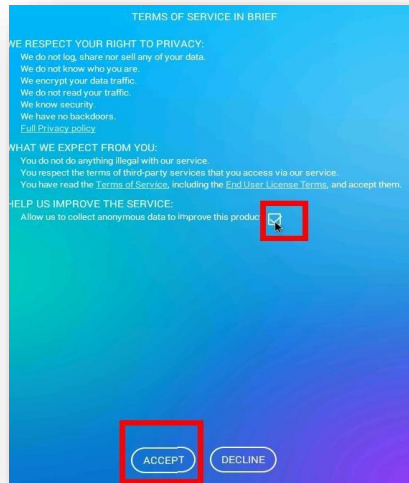 TERMS OF SERVICE IN BRIEF
WE RESPECT YOUR RIGHT TO PRIVACY:
We do not log, share nor sell any of your data.
We do not know who you are.
We encrypt your data traffic.
We do not read your traffic.
We know security.
We have no backdoors.
Full Privacy policy
WHAT WE EXPECT FROM YOU:
You do not do anything illegal with our service.
You respect the terms of third-party services that you access via our service.
You have read the Terms of Service, including the End User License Terms, and accept them.
HELP US IMPROVE THE SERVICE:
Allow us to collect anonymous data to improve this product
ACCEPT
DECLINE